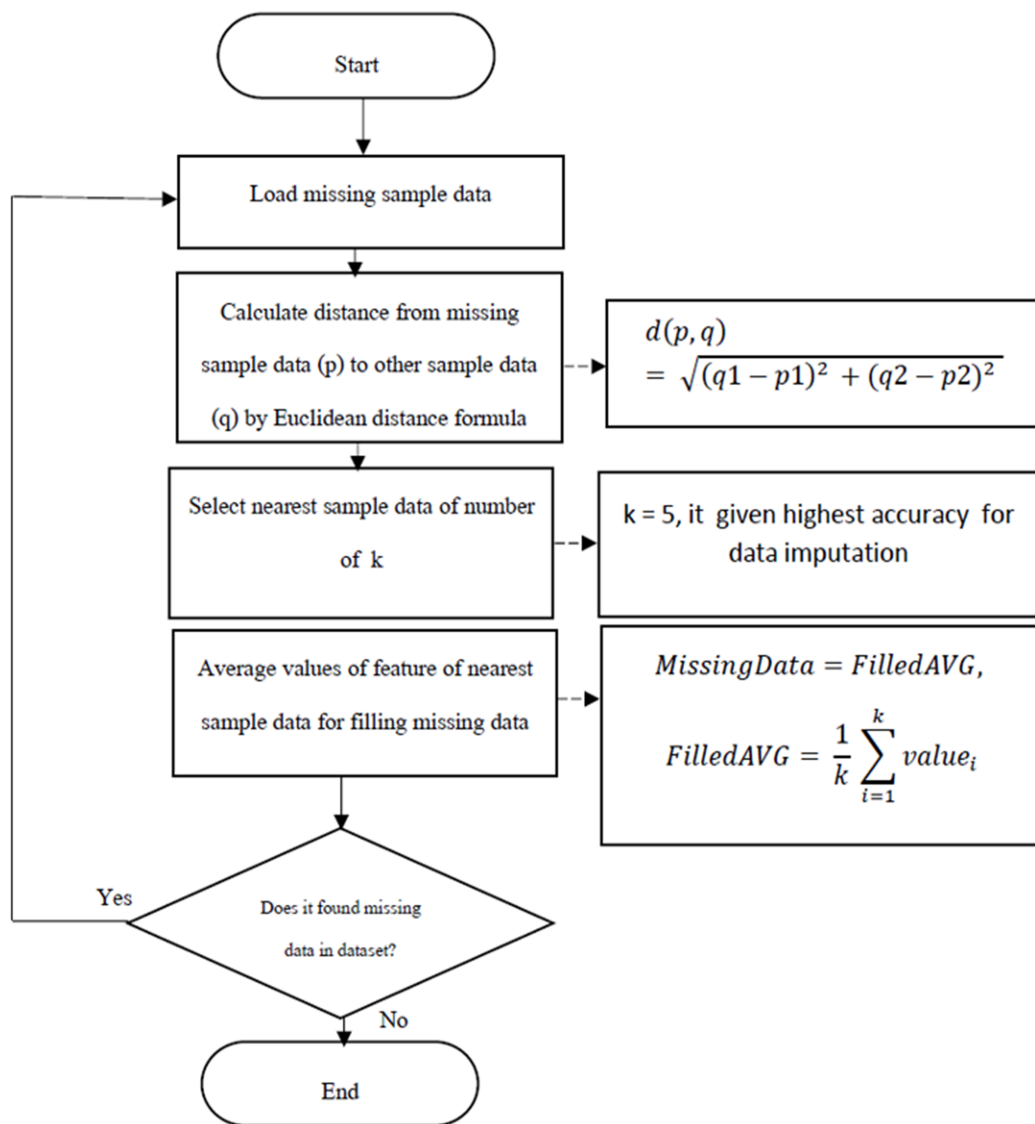 Start
Load missing sample data
Calculate distance from missing
sample data (p) to other sample data
(q) by Euclidean distance formula
d(p,q)
= √((q1 − p1)² + (q2 − p2)²)
Select nearest sample data of number
of k
k = 5, it given highest accuracy for
data imputation
Average values of feature of nearest
sample data for filling missing data
MissingData = FilledAVG,
FilledAVG = 1/k ∑_{i=1}^{k} value_i
Yes
Does it found missing
data in dataset?
No
End